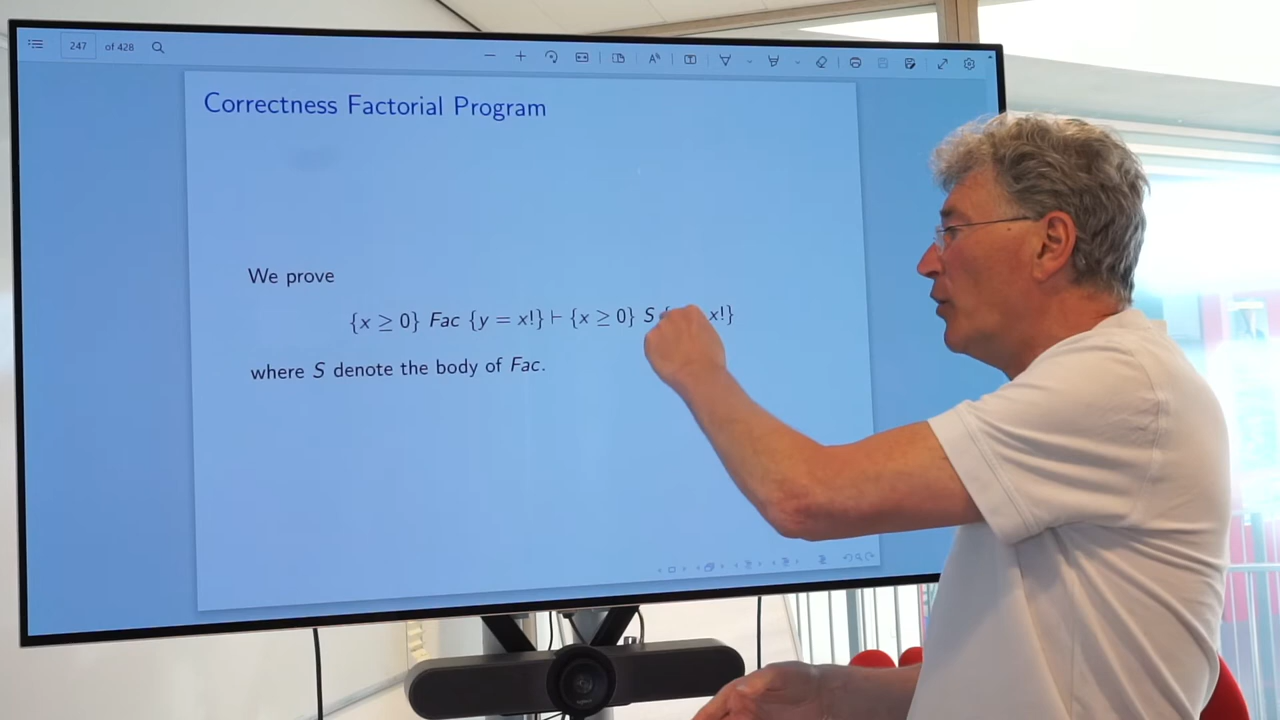 247 of 428
Correctness Factorial Program
We prove
{x ≥ 0} Fac {y = x!} ⊢ {x ≥ 0} S { x!}
where S denote the body of Fac.